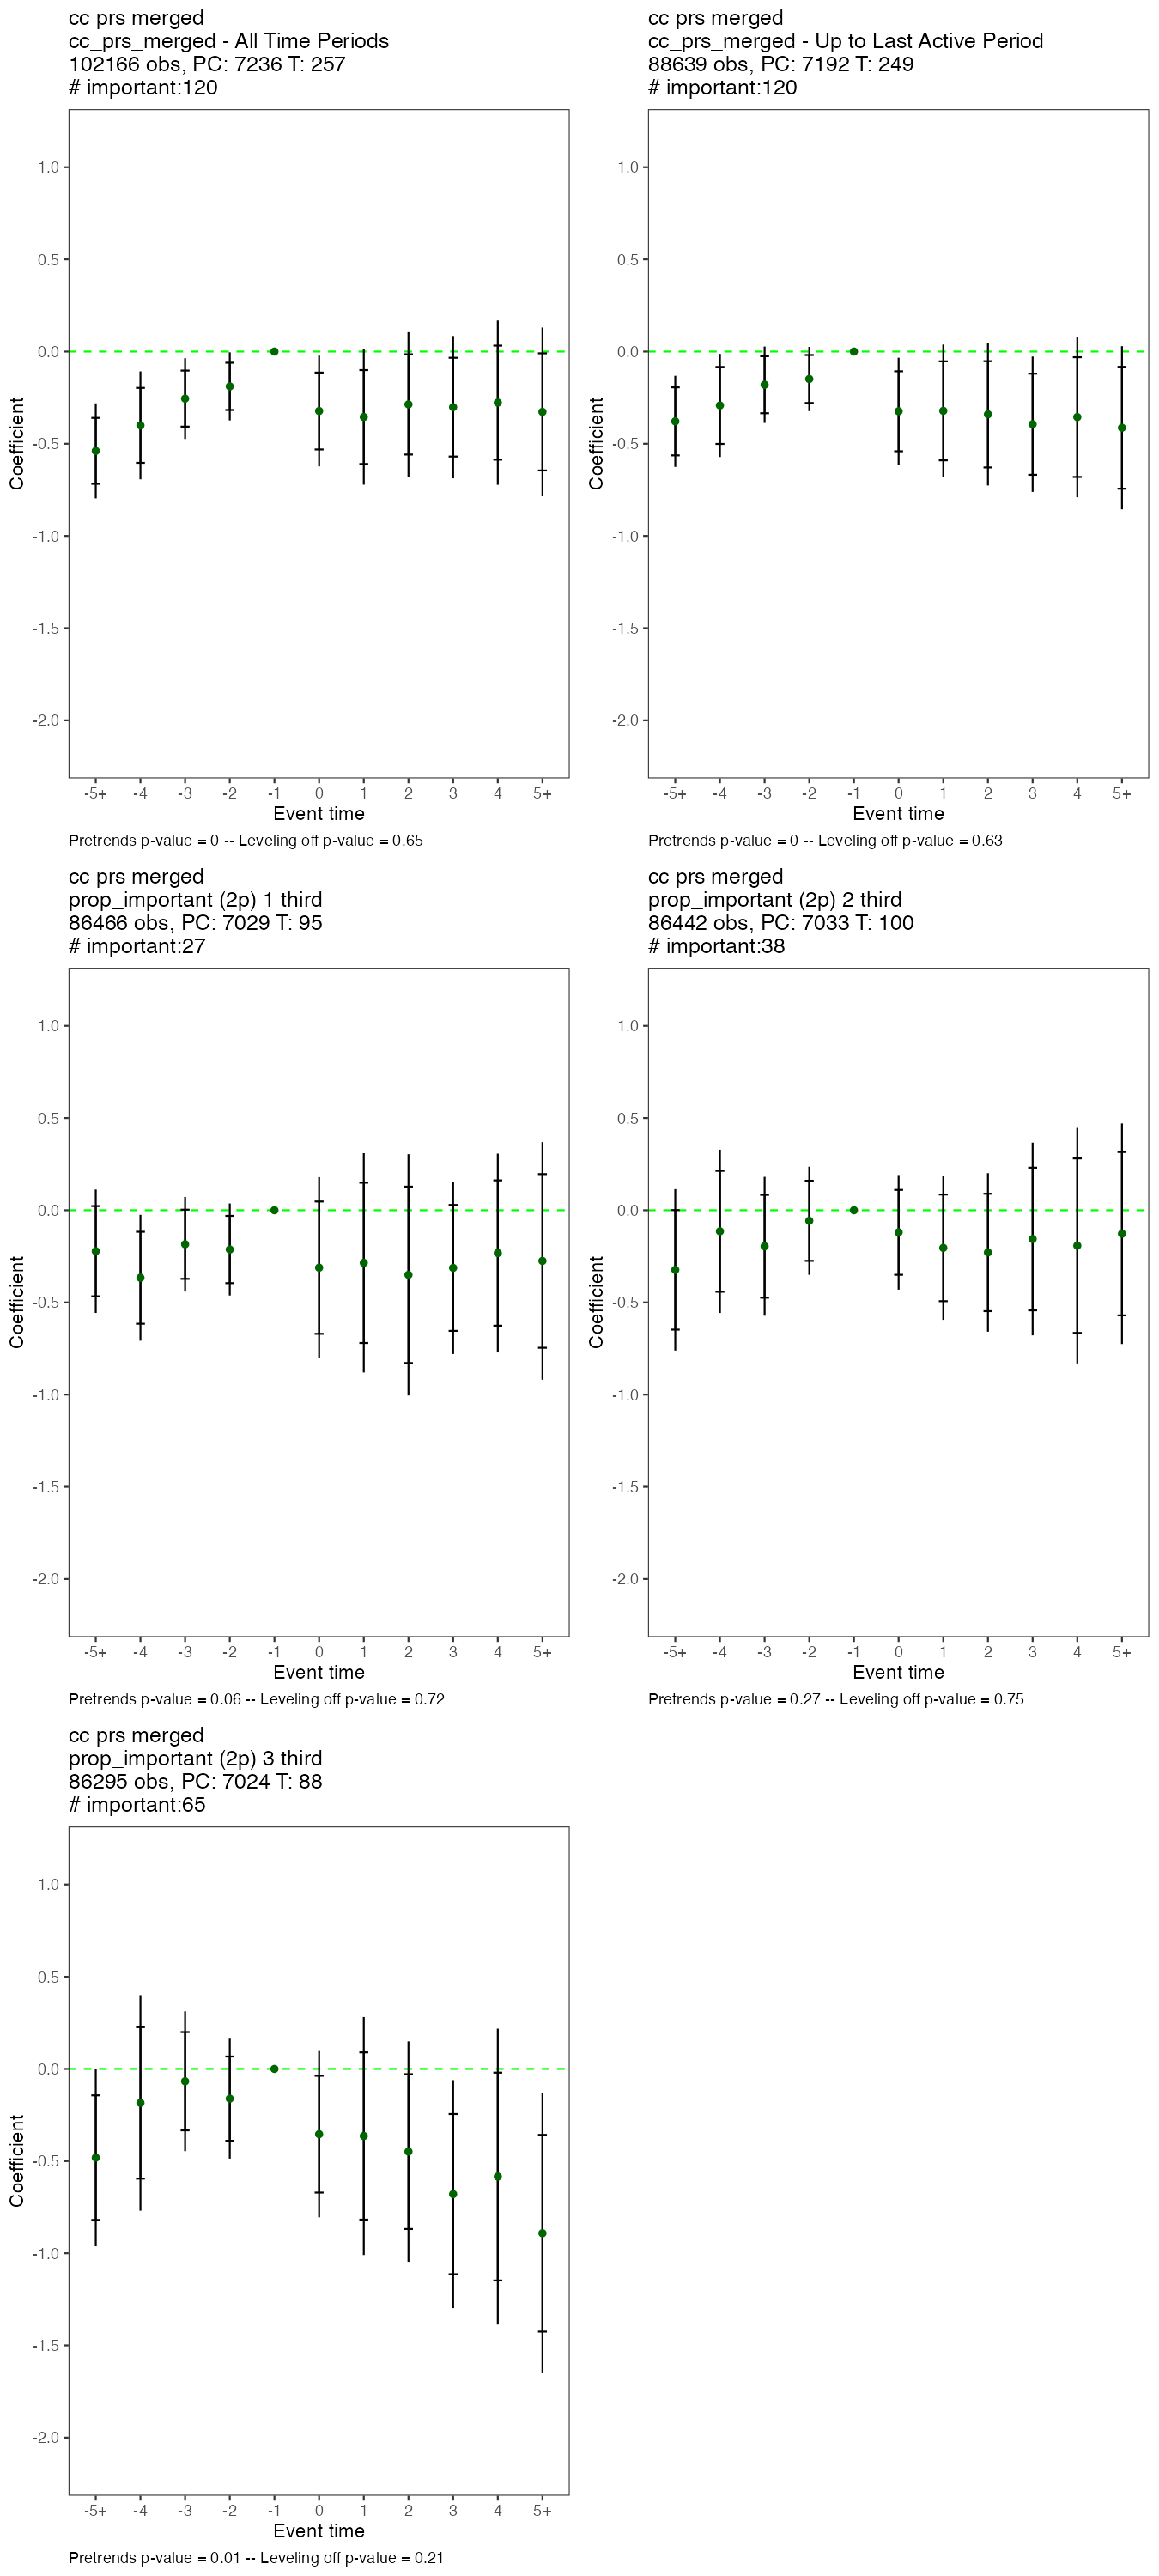 cc prs merged
cc_prs_merged - All Time Periods
102166 obs, PC: 7236 T: 257
# important:120
1.0
0.5
0.0
-0.5
-1.0
-1.5
-2.0
Coefficient
-5+ -4 -3 -2 -1 0 1 2 3 4 5+
Event time
Pretrends p-value = 0 -- Leveling off p-value = 0.65
cc prs merged
cc_prs_merged - Up to Last Active Period
88639 obs, PC: 7192 T: 249
# important:120
1.0
0.5
0.0
-0.5
-1.0
-1.5
-2.0
Coefficient
-5+ -4 -3 -2 -1 0 1 2 3 4 5+
Event time
Pretrends p-value = 0 -- Leveling off p-value = 0.63
cc prs merged
prop_important (2p) 1 third
86466 obs, PC: 7029 T: 95
# important:27
1.0
0.5
0.0
-0.5
-1.0
-1.5
-2.0
Coefficient
-5+ -4 -3 -2 -1 0 1 2 3 4 5+
Event time
Pretrends p-value = 0.06 -- Leveling off p-value = 0.72
cc prs merged
prop_important (2p) 2 third
86442 obs, PC: 7033 T: 100
# important:38
1.0
0.5
0.0
-0.5
-1.0
-1.5
-2.0
Coefficient
-5+ -4 -3 -2 -1 0 1 2 3 4 5+
Event time
Pretrends p-value = 0.27 -- Leveling off p-value = 0.75
cc prs merged
prop_important (2p) 3 third
86295 obs, PC: 7024 T: 88
# important:65
1.0
0.5
0.0
-0.5
-1.0
-1.5
-2.0
Coefficient
-5+ -4 -3 -2 -1 0 1 2 3 4 5+
Event time
Pretrends p-value = 0.01 -- Leveling off p-value = 0.21